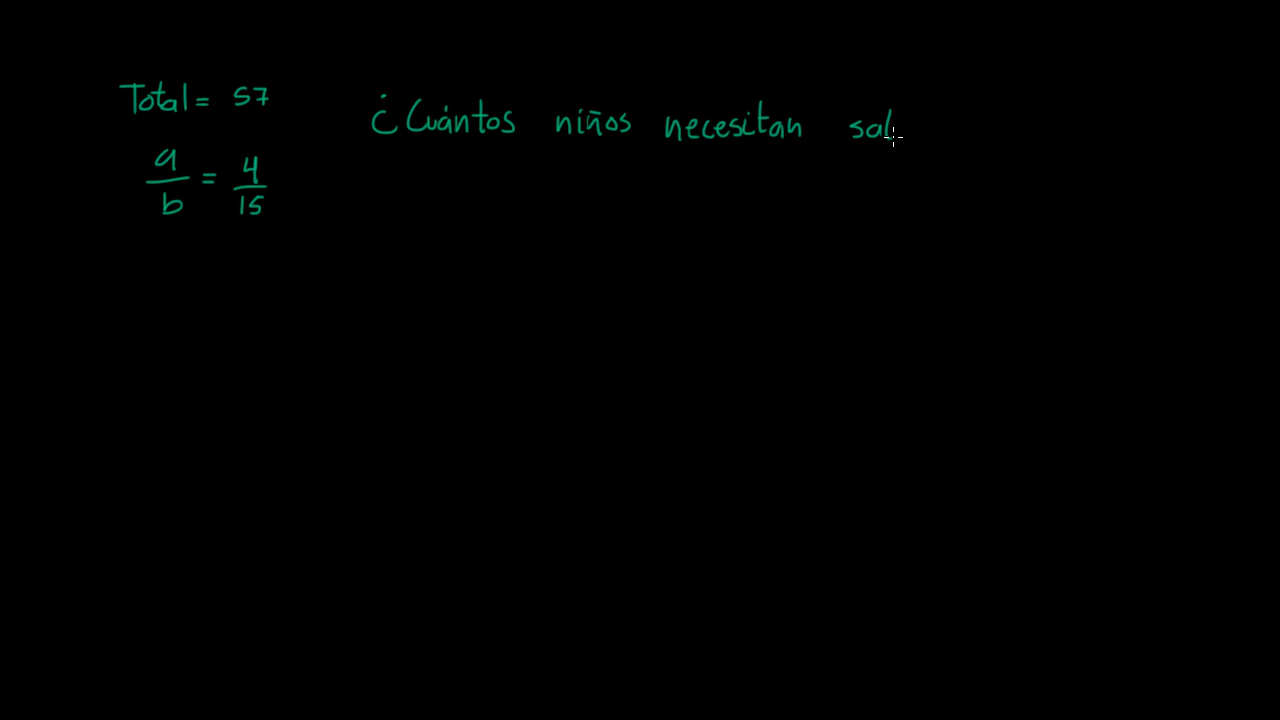 Total = 57
¿Cuántos niños necesitan sal
a/b = 4/15